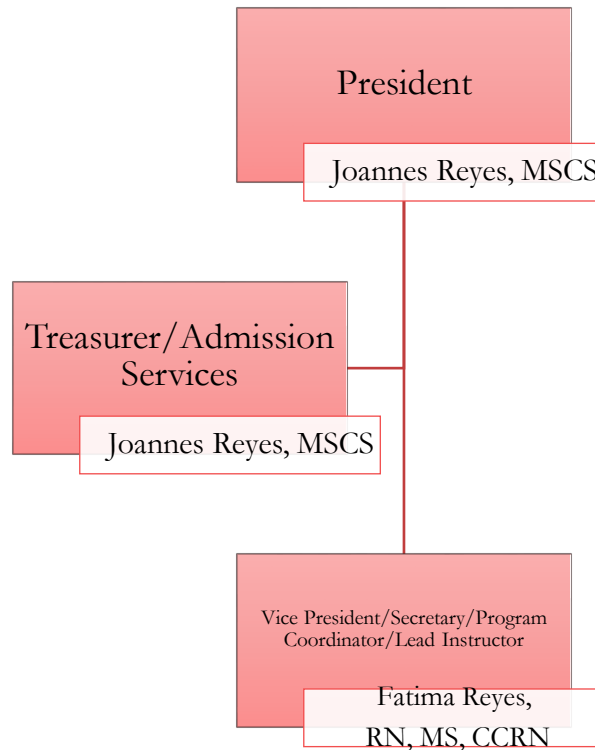 President
Joannes Reyes, MSCS
Treasurer/Admission
Services
Joannes Reyes, MSCS
Vice President/Secretary/Program
Coordinator/Lead Instructor
Fatima Reyes,
RN, MS, CCRN